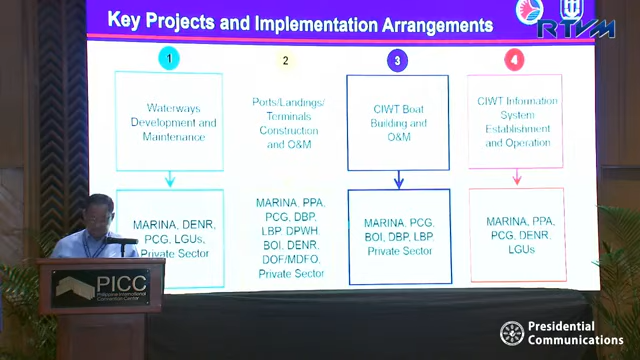 Key Projects and Implementation Arrangements
RTVM
1
2
3
4
Waterways
Development and
Maintenance
Ports/Landings/
Terminals
Construction
and O&M
CIWT Boat
Building and
O&M
CIWT Information
System
Establishment
and Operation
MARINA, DENR,
PCG, LGUs,
Private Sector
MARINA, PPA,
PCG, DBP,
LBP, DPWH,
BOI, DENR,
DOF/MDFO,
Private Sector
MARINA, PCG,
BOI, DBP, LBP,
Private Sector
MARINA, PPA,
PCG, DENR,
LGUs
PICC
Philippine International
Convention Center
Presidential
Communications